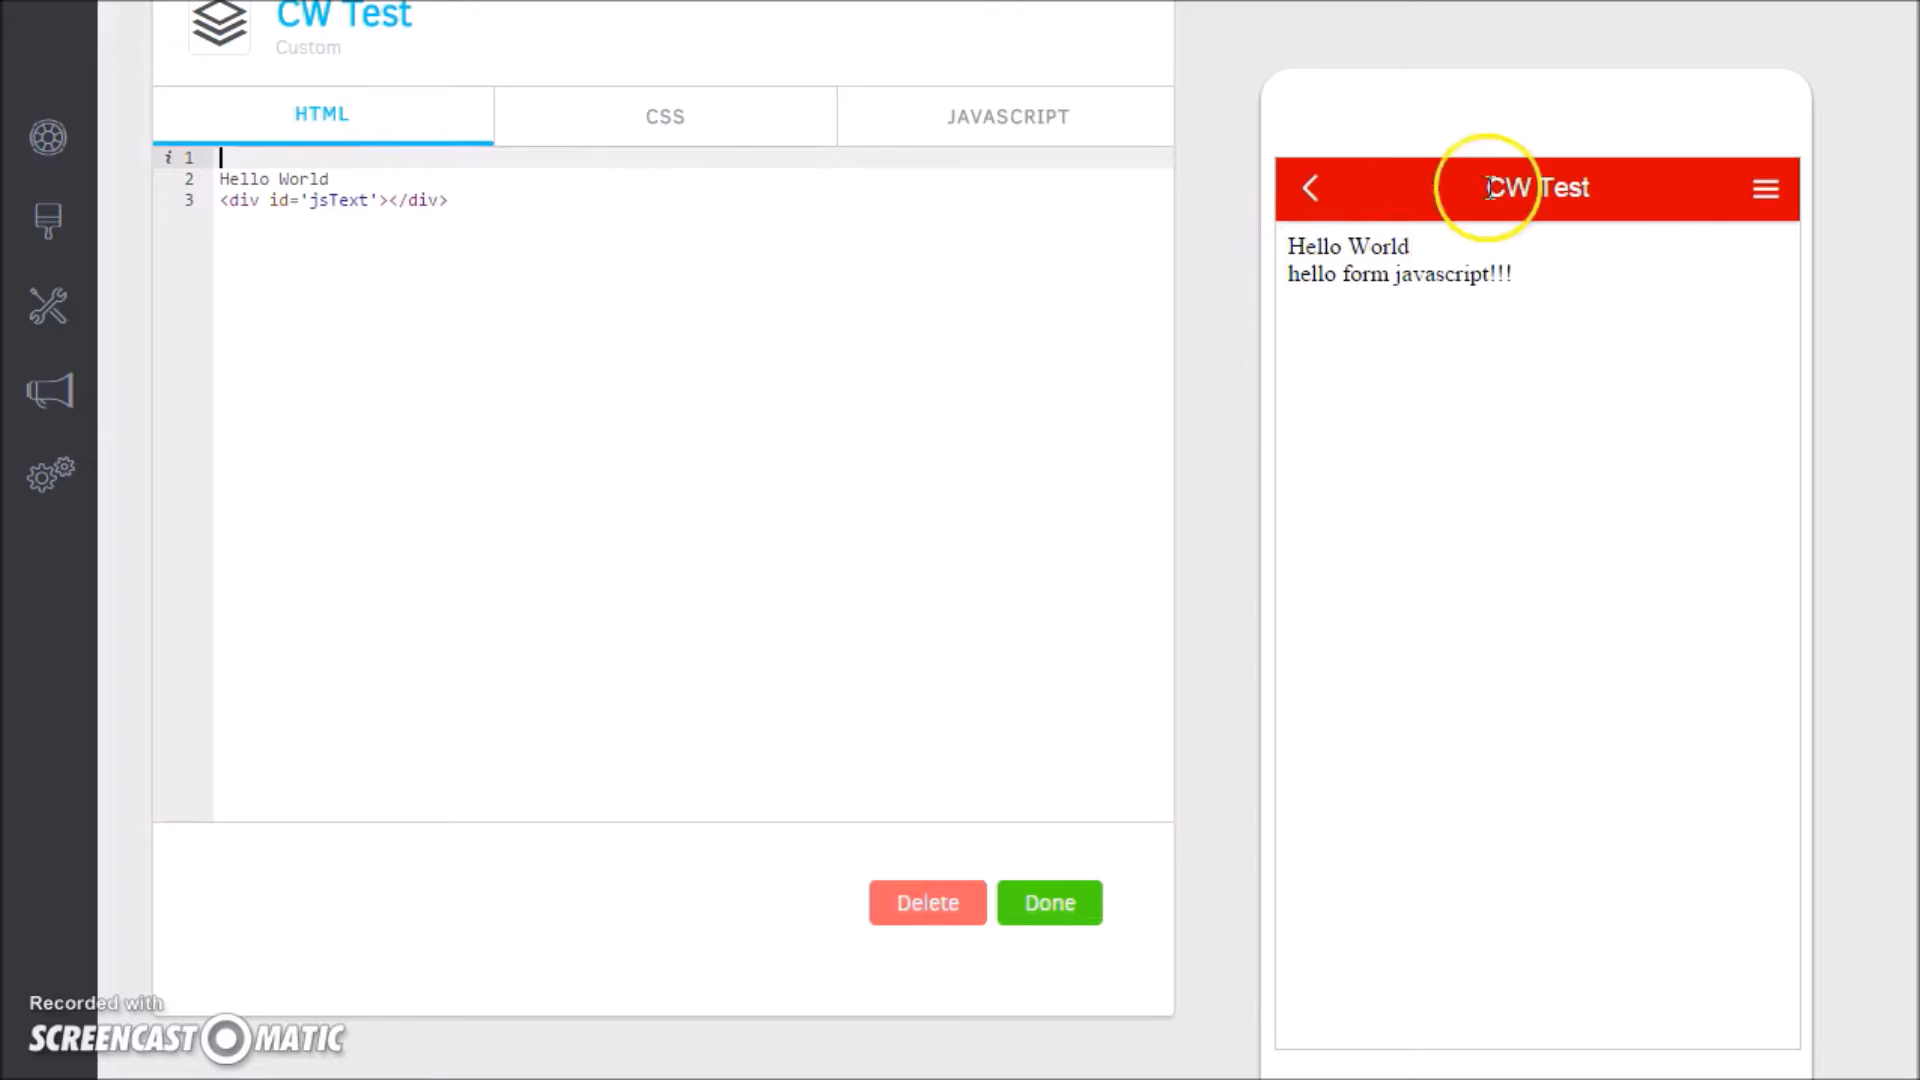 CW Test
Custom
HTML
CSS
JAVASCRIPT
i 1
2 Hello World
3 <div id='jsText'></div>
Delete
Done
CW Test
Hello World
hello form javascript!!!
Recorded with
SCREENCAST-O-MATIC